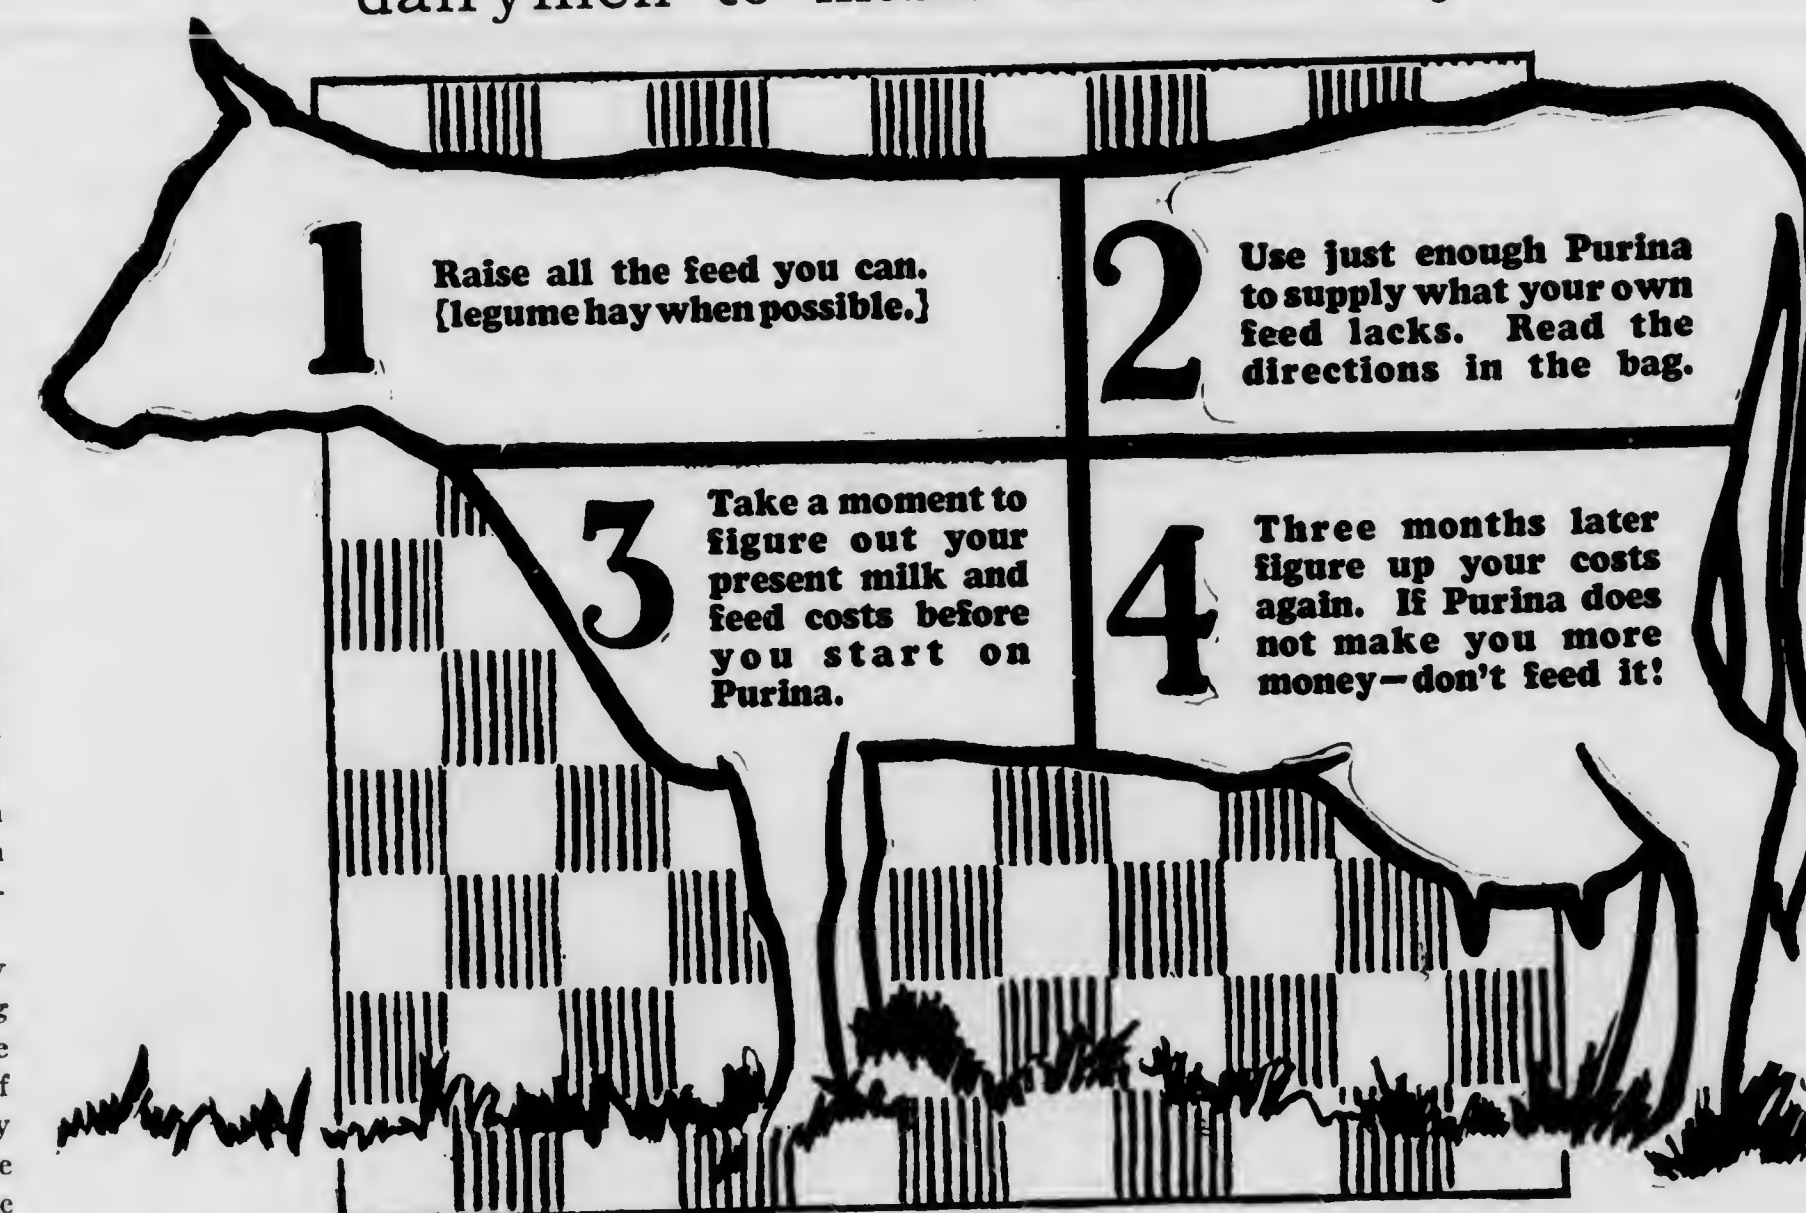 dairymen to
1
Raise all the feed you can.
{legume hay when possible.}
2
Use just enough Purina
to supply what your own
feed lacks. Read the
directions in the bag.
3
Take a moment to
figure out your
present milk and
feed costs before
you start on
Purina.
4
Three months later
figure up your costs
again. If Purina does
not make you more
money—don't feed it!